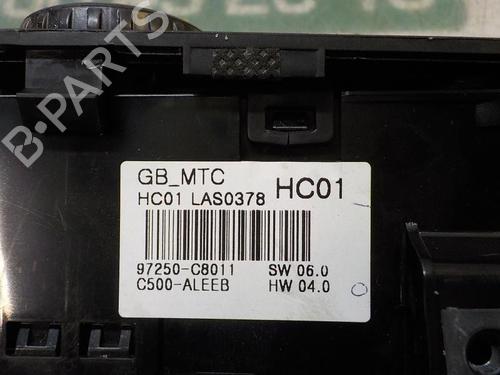 B-PARTS
GB_MTC
HC01 LAS0378 HC01
97250-C8011 SW 06.0
C500-ALEEB HW 04.0